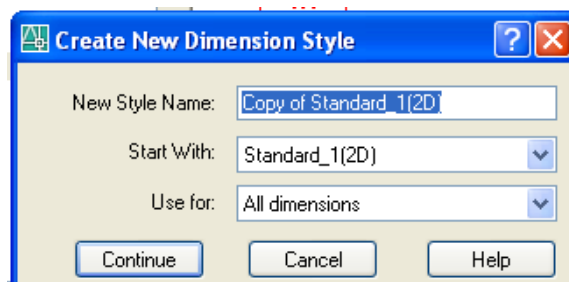 Create New Dimension Style
New Style Name: Copy of Standard_1(2D)
Start With: Standard_1(2D)
Use for: All dimensions
Continue Cancel Help